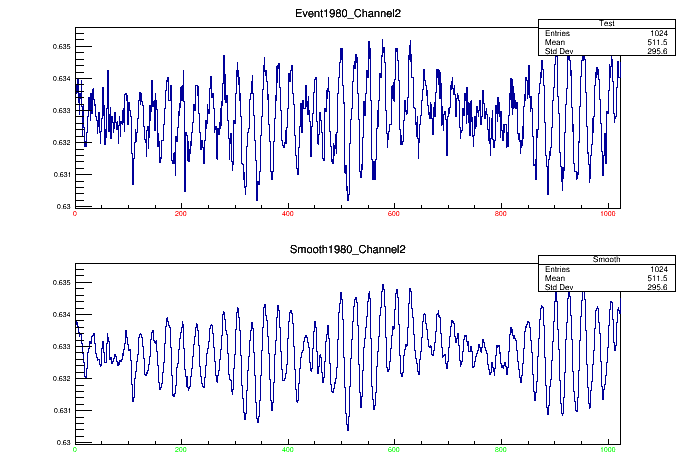 Event1980_Channel2
Test
Entries 1024
Mean 511.5
Std Dev 295.6
0.635
0.634
0.633
0.632
0.631
0.63
0 200 400 600 800 1000
Smooth1980_Channel2
Smooth
Entries 1024
Mean 511.5
Std Dev 295.6
0.635
0.634
0.633
0.632
0.631
0.63
0 200 400 600 800 1000